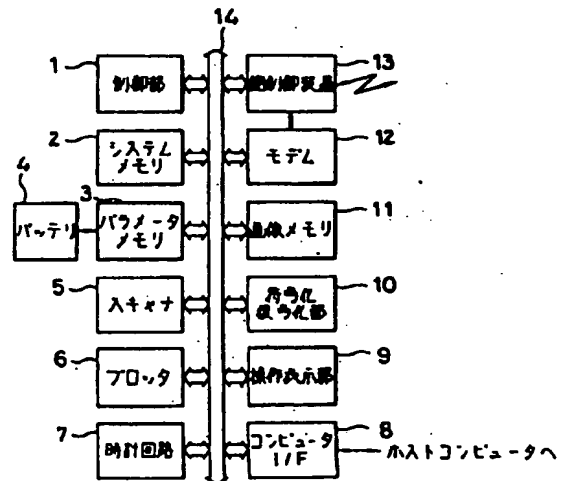 14
1
制御部
13
網制御装置
2
システム
メモリ
12
モデム
4
バッテリ
3
パラメータ
メモリ
11
画像メモリ
5
スキャナ
10
符号化
復号化部
6
プロッタ
9
操作表示部
7
時計回路
8
コンピュータ
I/F
ホストコンピュータへ